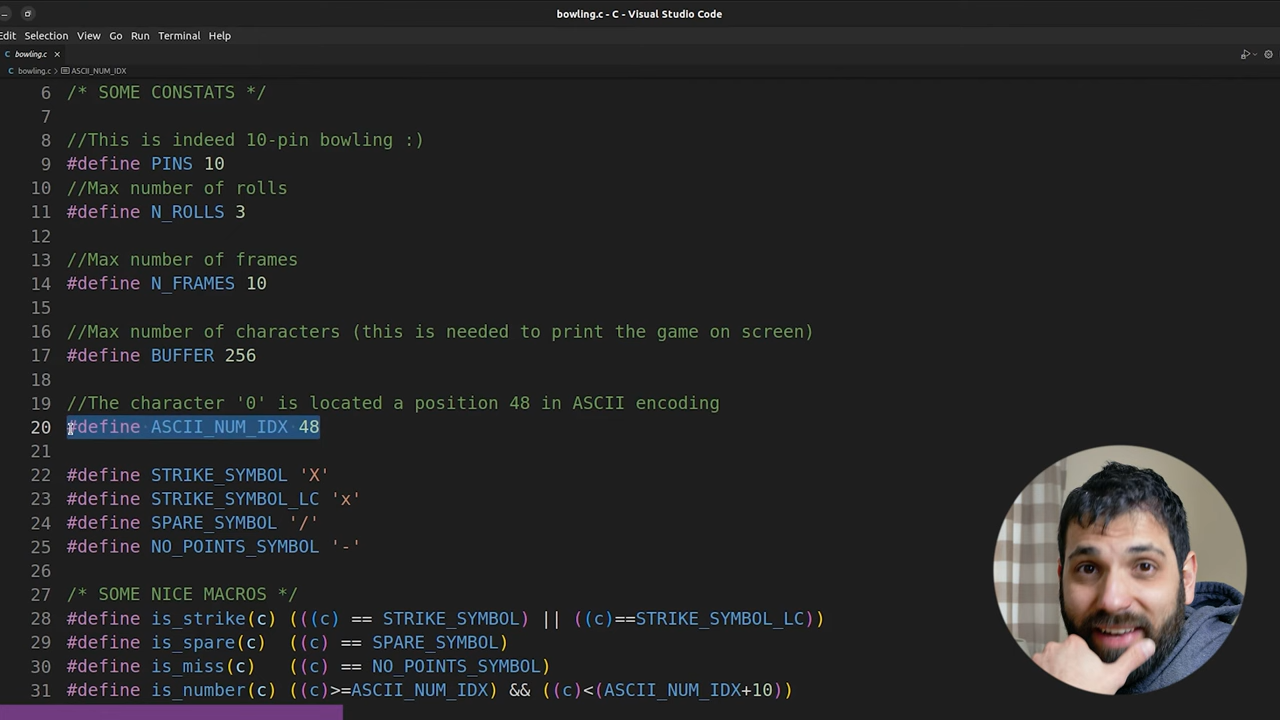 bowling.c - C - Visual Studio Code
Edit Selection View Go Run Terminal Help
C bowling.c ×
C bowling.c > ASCII_NUM_IDX
6 /* SOME CONSTATS */
7
8 //This is indeed 10-pin bowling :)
9 #define PINS 10
10 //Max number of rolls
11 #define N_ROLLS 3
12
13 //Max number of frames
14 #define N_FRAMES 10
15
16 //Max number of characters (this is needed to print the game on screen)
17 #define BUFFER 256
18
19 //The character '0' is located a position 48 in ASCII encoding
20 #define ASCII_NUM_IDX 48
21
22 #define STRIKE_SYMBOL 'X'
23 #define STRIKE_SYMBOL_LC 'x'
24 #define SPARE_SYMBOL '/'
25 #define NO_POINTS_SYMBOL '-'
26
27 /* SOME NICE MACROS */
28 #define is_strike(c) (((c) == STRIKE_SYMBOL) || ((c)==STRIKE_SYMBOL_LC))
29 #define is_spare(c)  ((c) == SPARE_SYMBOL)
30 #define is_miss(c)   ((c) == NO_POINTS_SYMBOL)
31 #define is_number(c) ((c)>=ASCII_NUM_IDX) && ((c)<(ASCII_NUM_IDX+10))